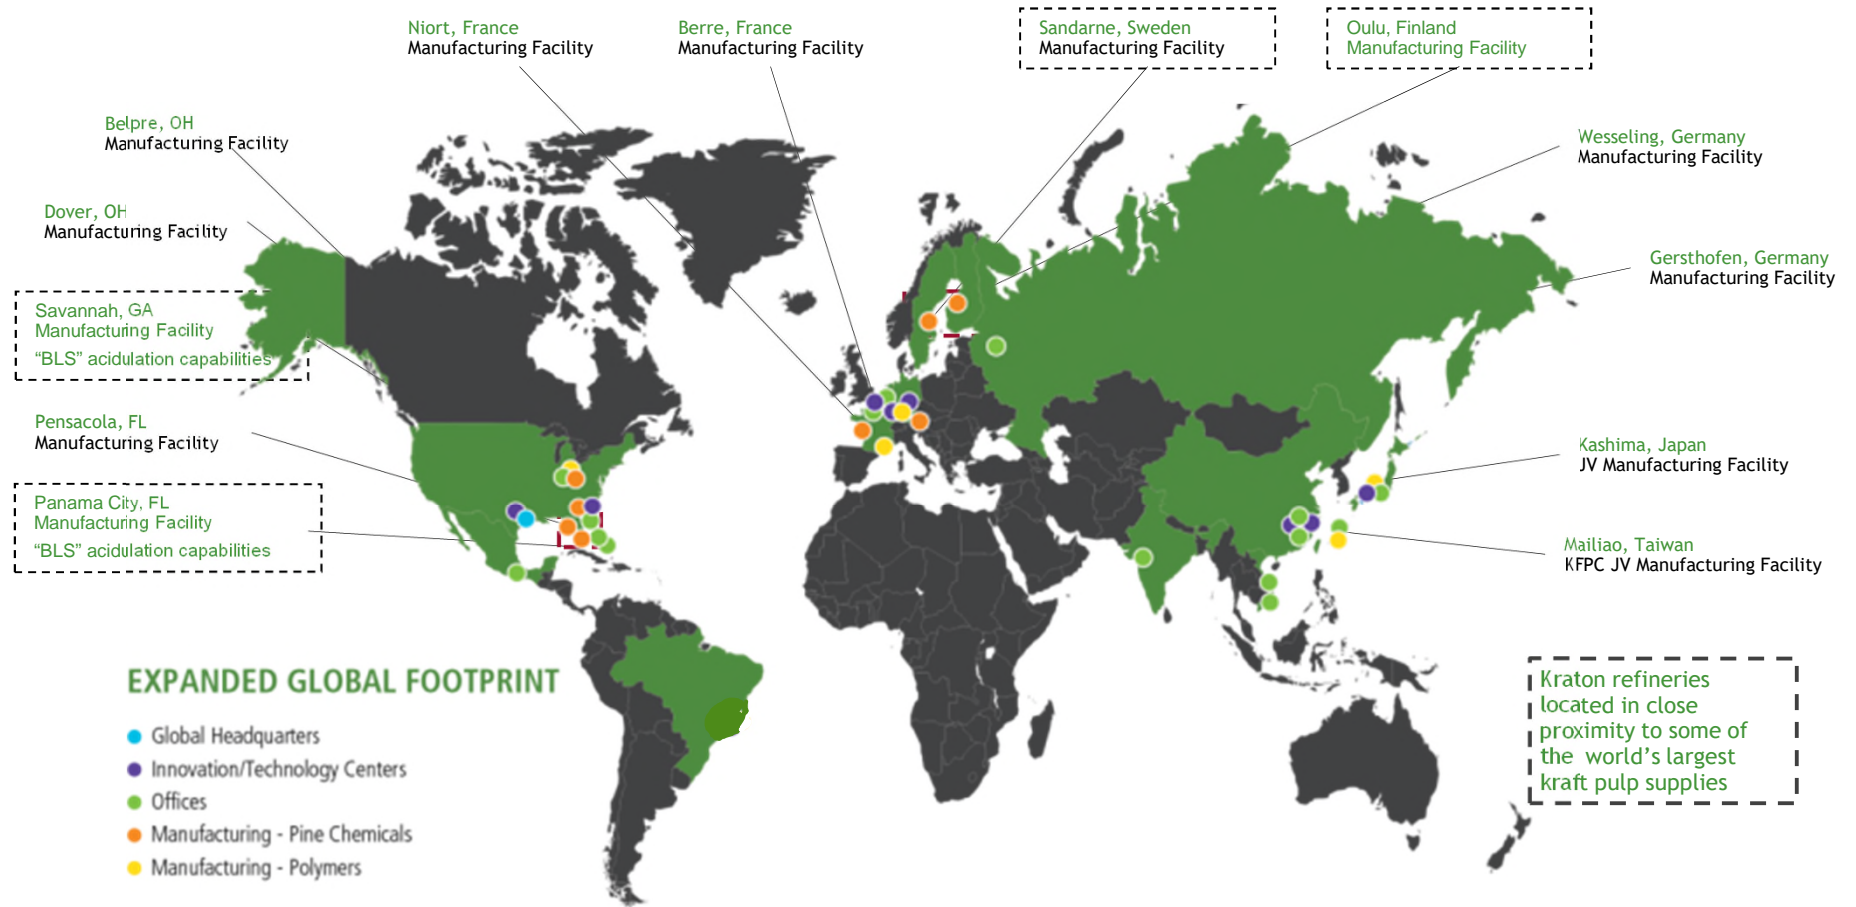 Niort, France
Manufacturing Facility
Berre, France
Manufacturing Facility
Sandarne, Sweden
Manufacturing Facility
Oulu, Finland
Manufacturing Facility
Belpre, OH
Manufacturing Facility
Wesseling, Germany
Manufacturing Facility
Dover, OH
Manufacturing Facility
Gersthofen, Germany
Manufacturing Facility
Savannah, GA
Manufacturing Facility
“BLS” acidulation capabilities
Pensacola, FL
Manufacturing Facility
Kashima, Japan
JV Manufacturing Facility
Panama City, FL
Manufacturing Facility
“BLS” acidulation capabilities
Mailiao, Taiwan
KFPC JV Manufacturing Facility
EXPANDED GLOBAL FOOTPRINT
Global Headquarters
Innovation/Technology Centers
Offices
Manufacturing - Pine Chemicals
Manufacturing - Polymers
Kraton refineries
located in close
proximity to some of
the world’s largest
kraft pulp supplies